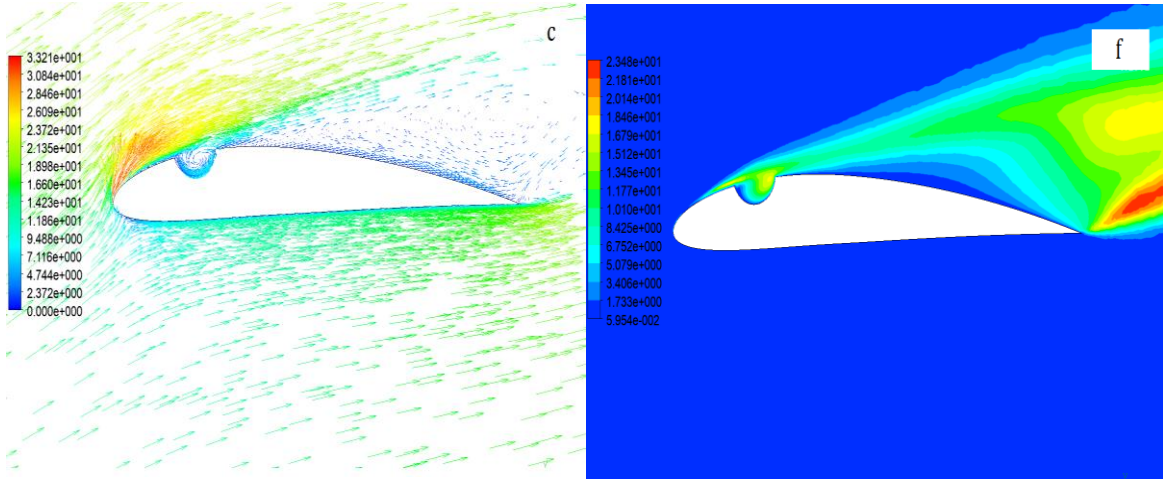 c
3.321e+001
3.084e+001
2.846e+001
2.609e+001
2.372e+001
2.135e+001
1.898e+001
1.660e+001
1.423e+001
1.186e+001
9.488e+000
7.116e+000
4.744e+000
2.372e+000
0.000e+000
f
2.348e+001
2.181e+001
2.014e+001
1.846e+001
1.679e+001
1.512e+001
1.345e+001
1.177e+001
1.010e+001
8.425e+000
6.752e+000
5.079e+000
3.406e+000
1.733e+000
5.954e-002